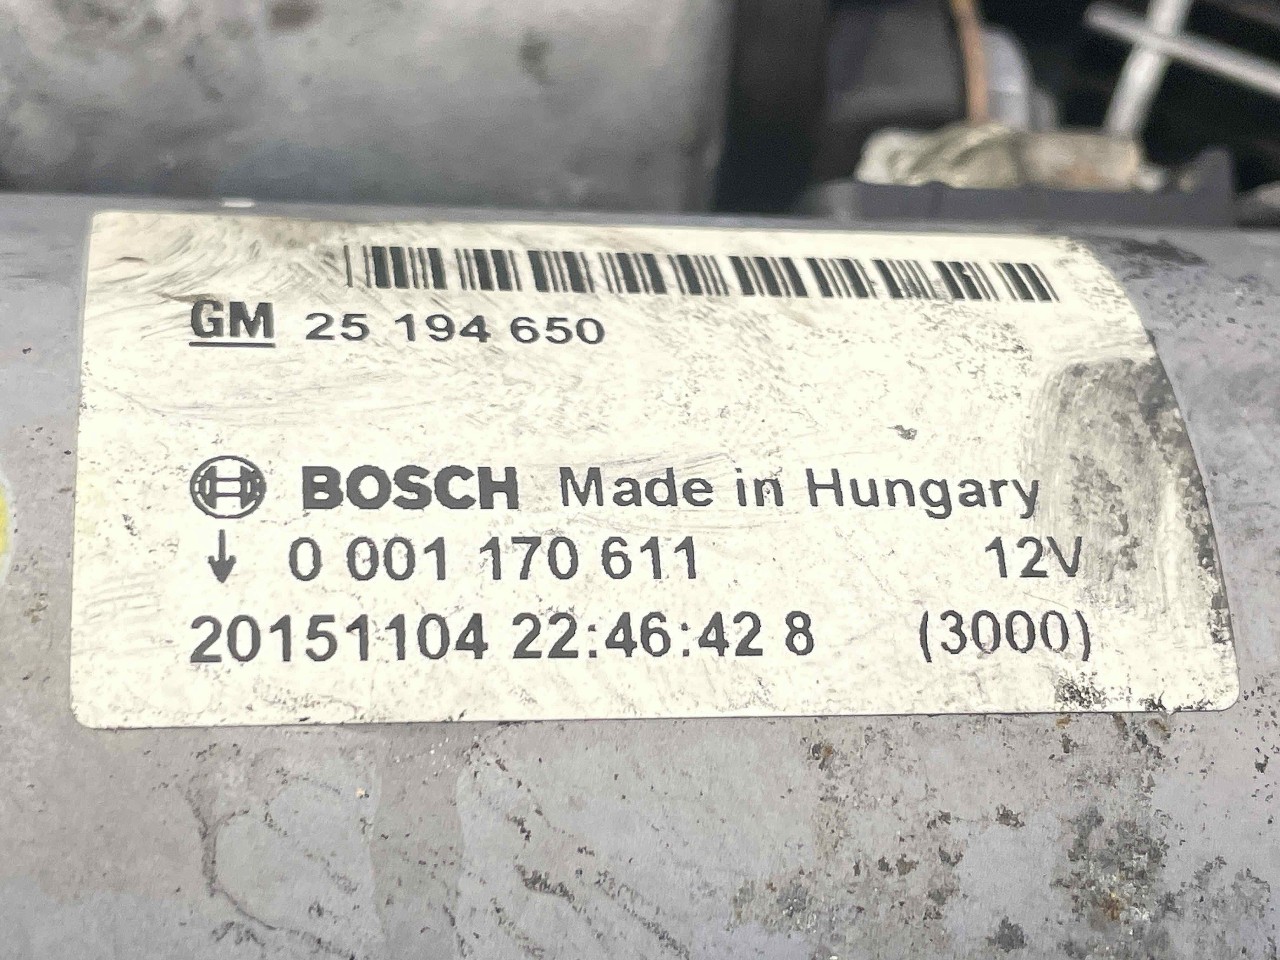 GM 25 194 650
BOSCH Made in Hungary
↓ 0 001 170 611 12V
20151104 22:46:42 8 (3000)